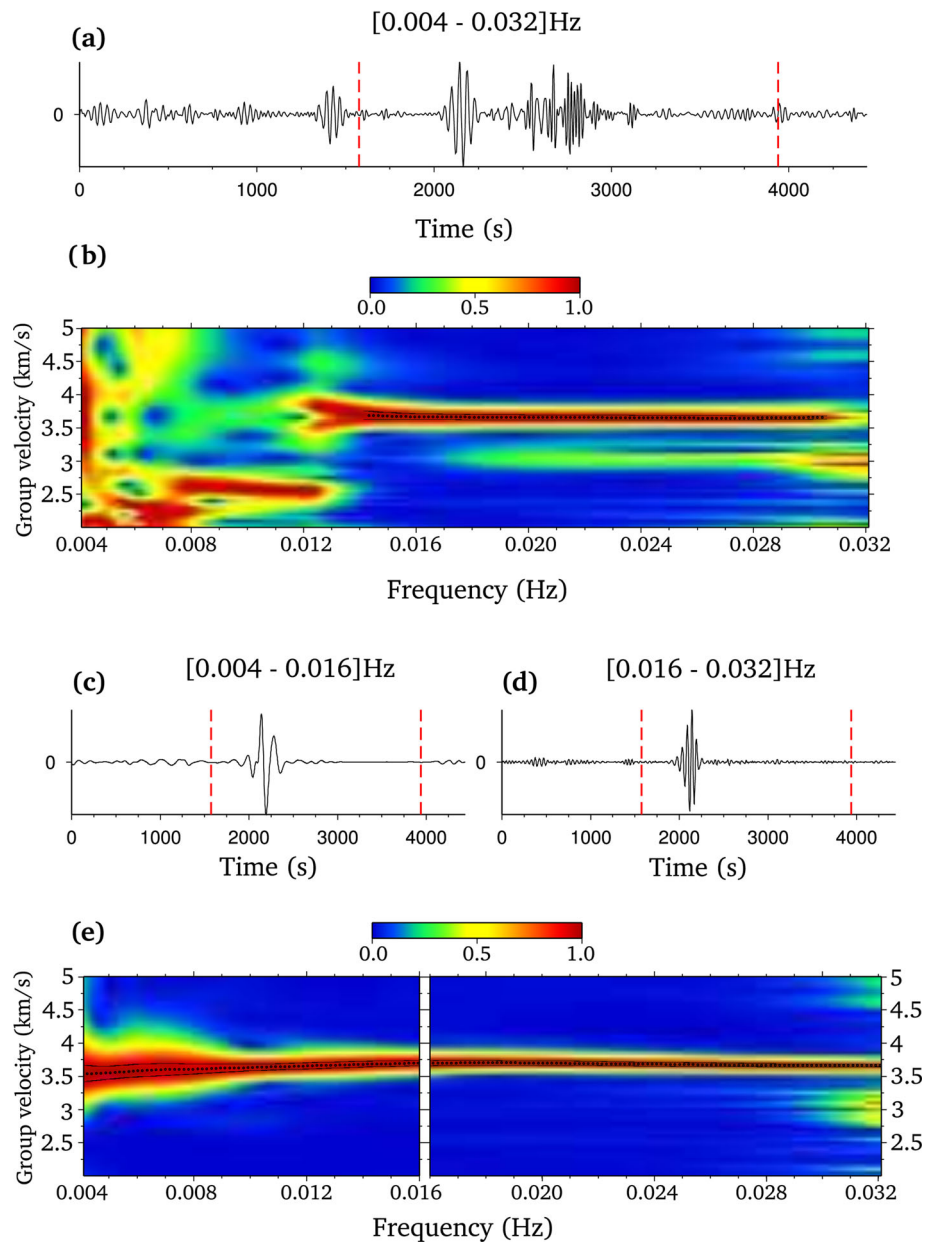 [0.004 - 0.032]Hz
(a)
0
0 1000 2000 3000 4000
Time (s)
(b)
0.0 0.5 1.0
Group velocity (km/s)
5
4.5
4
3.5
3
2.5
0.004 0.008 0.012 0.016 0.020 0.024 0.028 0.032
Frequency (Hz)
[0.004 - 0.016]Hz
(c)
0
0 1000 2000 3000 4000
Time (s)
[0.016 - 0.032]Hz
(d)
0
0 1000 2000 3000 4000
Time (s)
(e)
0.0 0.5 1.0
Group velocity (km/s)
5 5
4.5 4.5
4 4
3.5 3.5
3 3
2.5 2.5
0.004 0.008 0.012 0.016 0.020 0.024 0.028 0.032
Frequency (Hz)